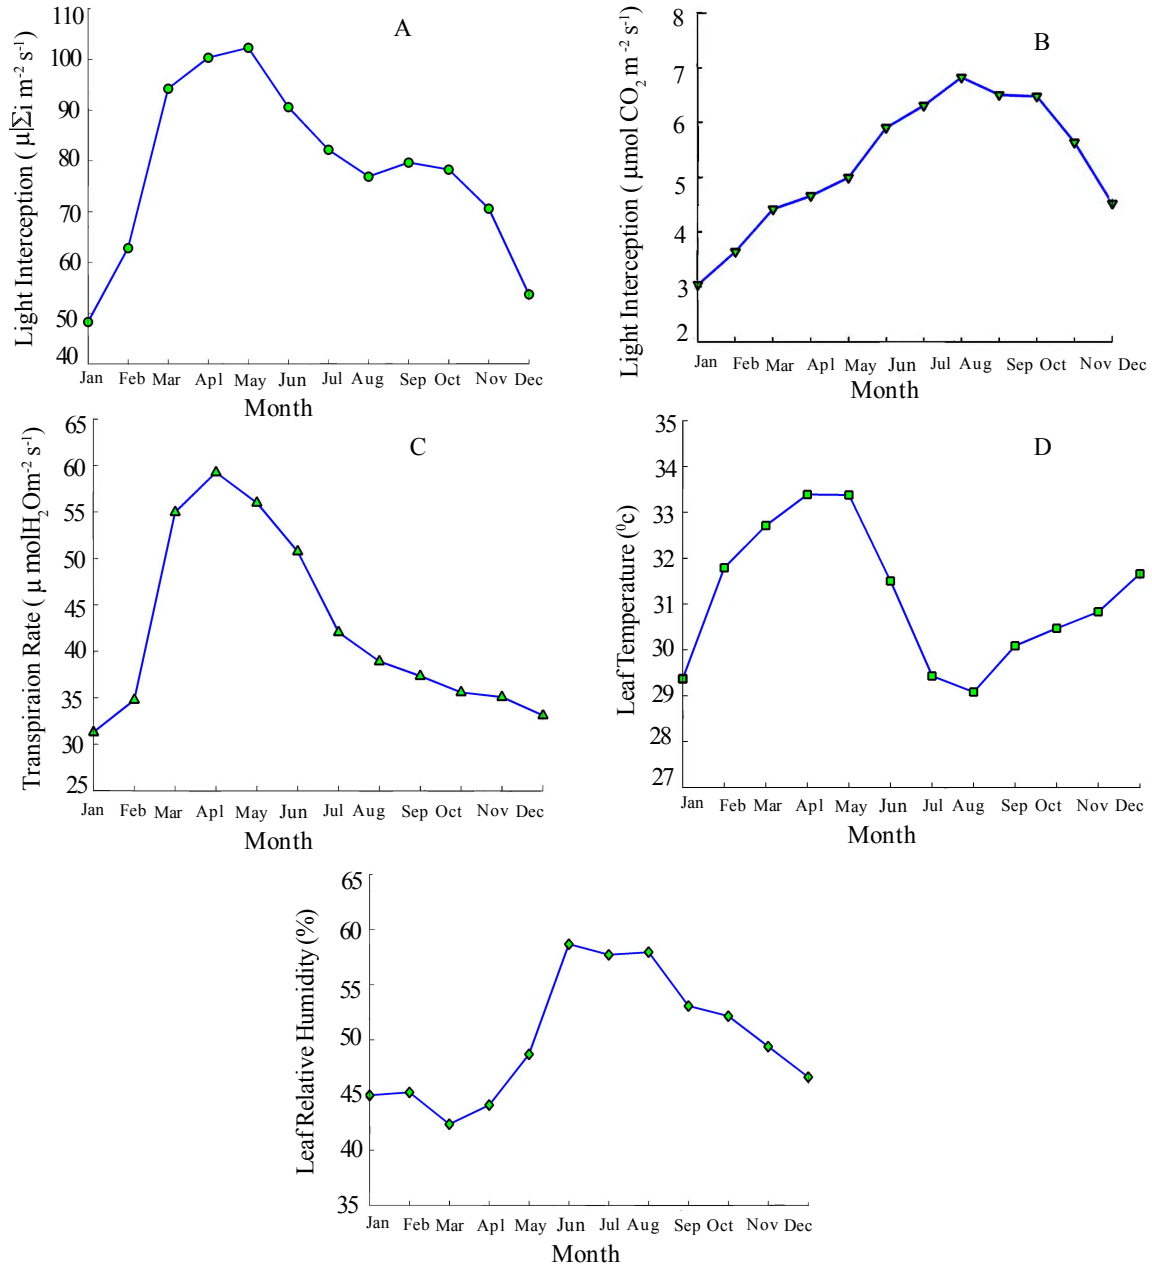 A
Light Interception ( μ|Σi m⁻² s⁻¹)
110
100
90
80
70
60
50
40
Jan Feb Mar Apl May Jun Jul Aug Sep Oct Nov Dec
Month
B
Light Interception ( μmol CO₂ m⁻² s⁻¹)
8
7
6
5
4
3
2
Jan Feb Mar Apl May Jun Jul Aug Sep Oct Nov Dec
Month
C
Transpiraion Rate ( μ molH₂Om⁻² s⁻¹)
65
60
55
50
45
40
35
30
25
Jan Feb Mar Apl May Jun Jul Aug Sep Oct Nov Dec
Month
D
Leaf Temperature (⁰c)
35
34
33
32
31
30
29
28
27
Jan Feb Mar Apl May Jun Jul Aug Sep Oct Nov Dec
Month
Leaf Relative Humidity (%)
65
60
55
50
45
40
35
Jan Feb Mar Apl May Jun Jul Aug Sep Oct Nov Dec
Month